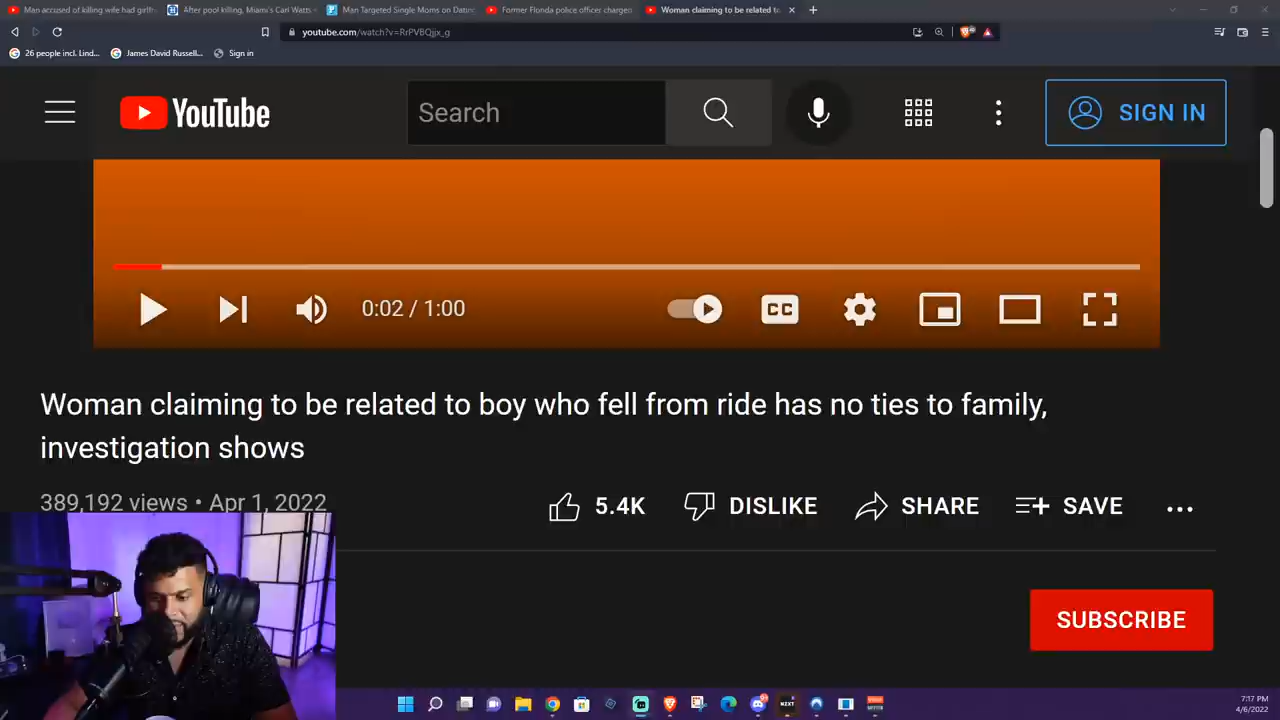 Man accused of killing wife had girlfr
After pool killing, Miami's Carl Watts
Man Targeted Single Moms on Datin
Former Florida police officer charged
Woman claiming to be related to
youtube.com/watch?v=RrPVBQjjx_g
26 people incl. Lind...
James David Russell...
Sign in
YouTube
Search
SIGN IN
0:02 / 1:00
CC
Woman claiming to be related to boy who fell from ride has no ties to family,
investigation shows
389,192 views • Apr 1, 2022
5.4K
DISLIKE
SHARE
SAVE
SUBSCRIBE
NZXT
7:17 PM
4/6/2022